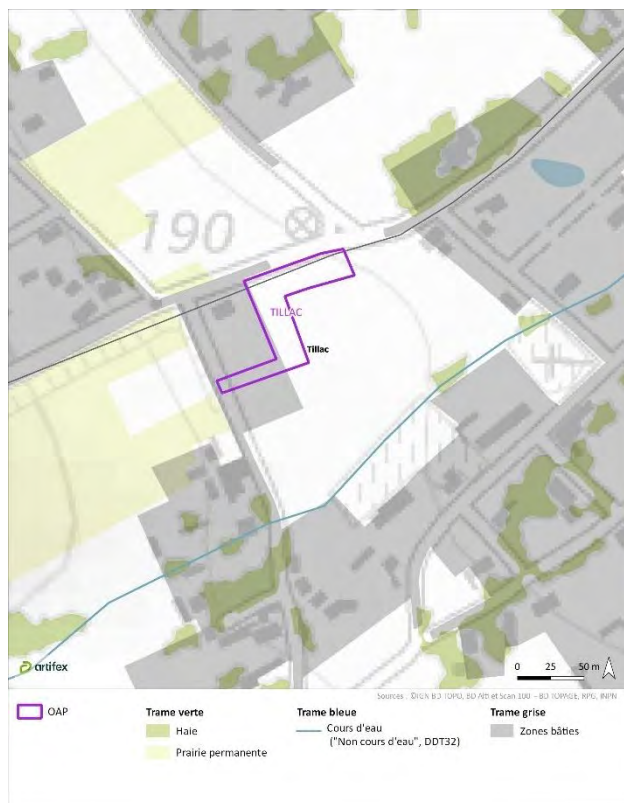 190
TILLAC
Tillac
artifex
0 25 50 m
Sources : ©IGN BD TOPO, BD Alti et Scan 100 - BD TOPAGE, RPG, INPN
OAP
Trame verte
Haie
Prairie permanente
Trame bleue
Cours d'eau
("Non cours d'eau", DDT32)
Trame grise
Zones bâties